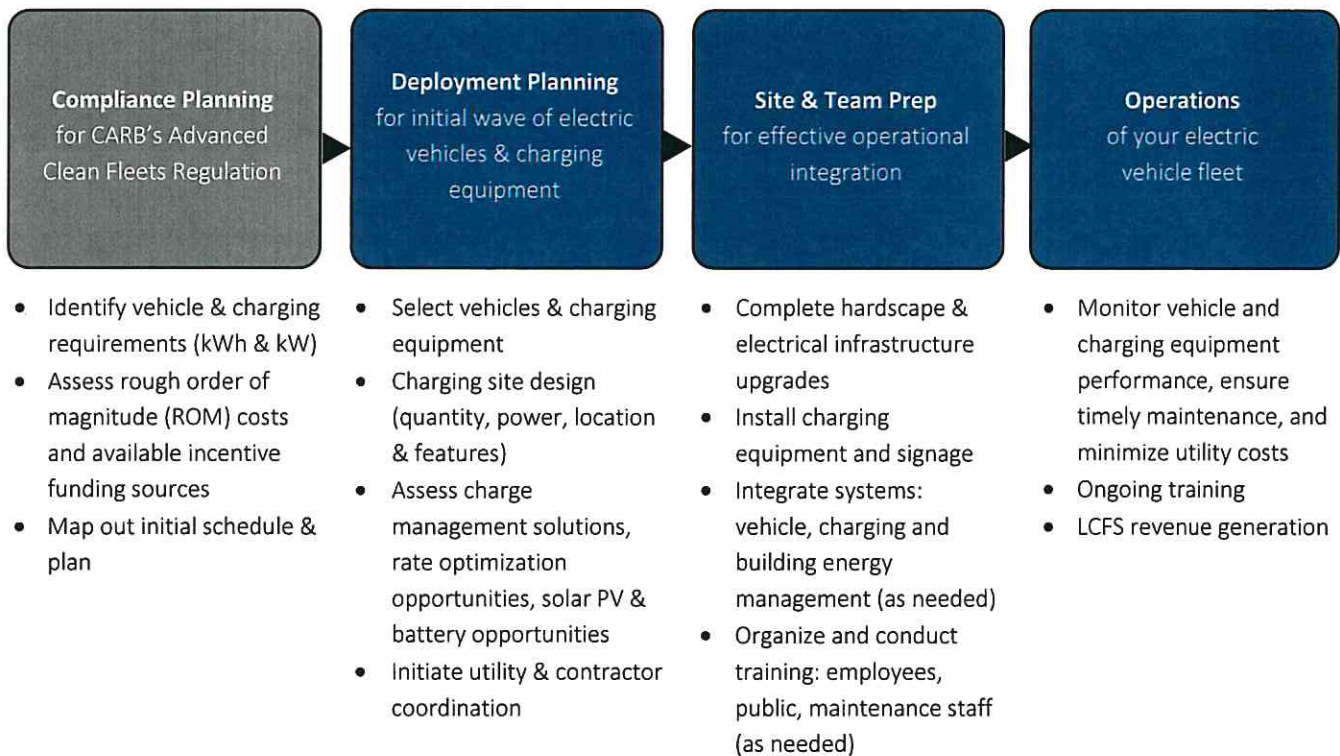 Compliance Planning
for CARB's Advanced
Clean Fleets Regulation
Deployment Planning
for initial wave of electric
vehicles & charging
equipment
Site & Team Prep
for effective operational
integration
Operations
of your electric
vehicle fleet
• Identify vehicle & charging
requirements (kWh & kW)
• Assess rough order of
magnitude (ROM) costs
and available incentive
funding sources
• Map out initial schedule &
plan
• Select vehicles & charging
equipment
• Charging site design
(quantity, power, location
& features)
• Assess charge
management solutions,
rate optimization
opportunities, solar PV &
battery opportunities
• Initiate utility & contractor
coordination
• Complete hardscape &
electrical infrastructure
upgrades
• Install charging
equipment and signage
• Integrate systems:
vehicle, charging and
building energy
management (as needed)
• Organize and conduct
training: employees,
public, maintenance staff
(as needed)
• Monitor vehicle and
charging equipment
performance, ensure
timely maintenance, and
minimize utility costs
• Ongoing training
• LCFS revenue generation